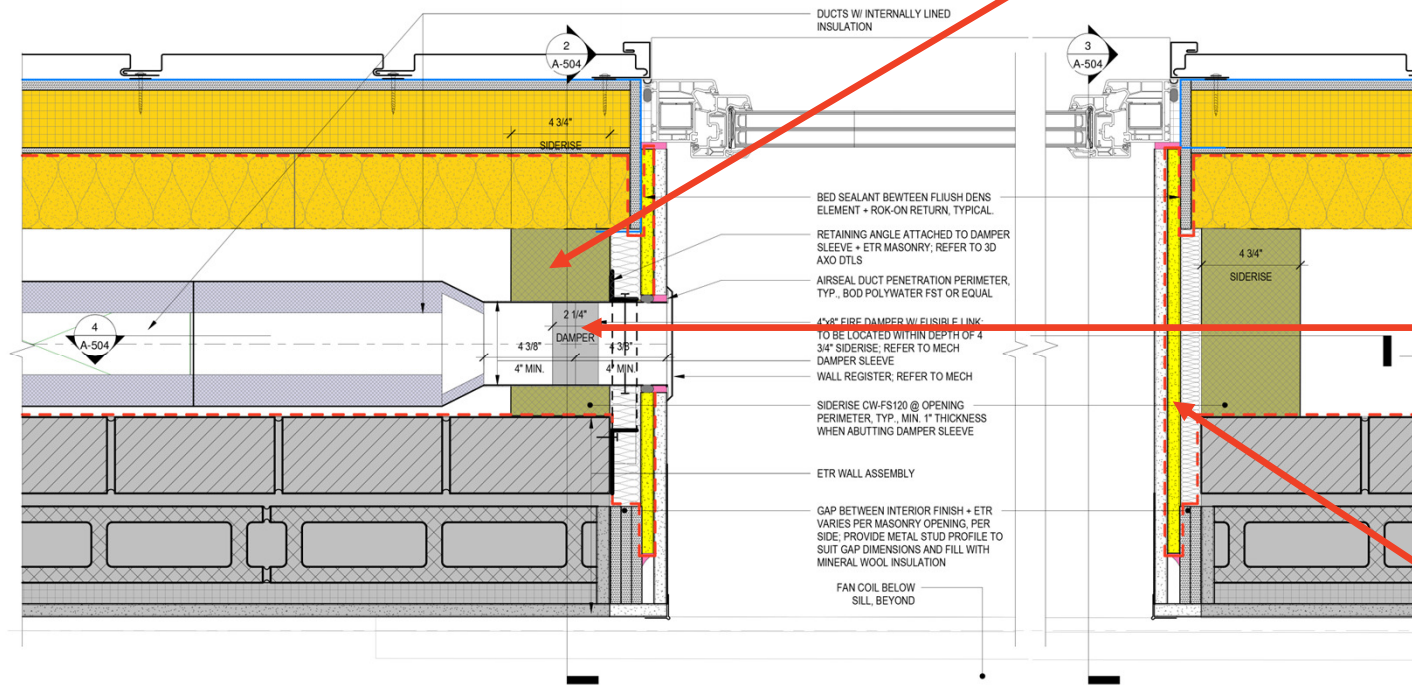 DUCTS W/ INTERNALLY LINED
INSULATION
2
A-504
3
A-504
4 3/4"
SIDERISE
BED SEALANT BEWTEEN FLIUSH DENS
ELEMENT + ROK-ON RETURN, TYPICAL.
RETAINING ANGLE ATTACHED TO DAMPER
SLEEVE + ETR MASONRY; REFER TO 3D
AXO DTLS
4 3/4"
SIDERISE
AIRSEAL DUCT PENETRATION PERIMETER,
TYP., BOD POLYWATER FST OR EQUAL
4
A-504
2 1/4"
DAMPER
4 3/8"
4" MIN.
4 3/8"
4" MIN.
4"x8" FIRE DAMPER W/ FUSIBLE LINK;
TO BE LOCATED WITHIN DEPTH OF 4
3/4" SIDERISE; REFER TO MECH
DAMPER SLEEVE
WALL REGISTER; REFER TO MECH
SIDERISE CW-FS120 @ OPENING
PERIMETER, TYP., MIN. 1" THICKNESS
WHEN ABUTTING DAMPER SLEEVE
ETR WALL ASSEMBLY
GAP BETWEEN INTERIOR FINISH + ETR
VARIES PER MASONRY OPENING, PER
SIDE; PROVIDE METAL STUD PROFILE TO
SUIT GAP DIMENSIONS AND FILL WITH
MINERAL WOOL INSULATION
FAN COIL BELOW
SILL, BEYOND